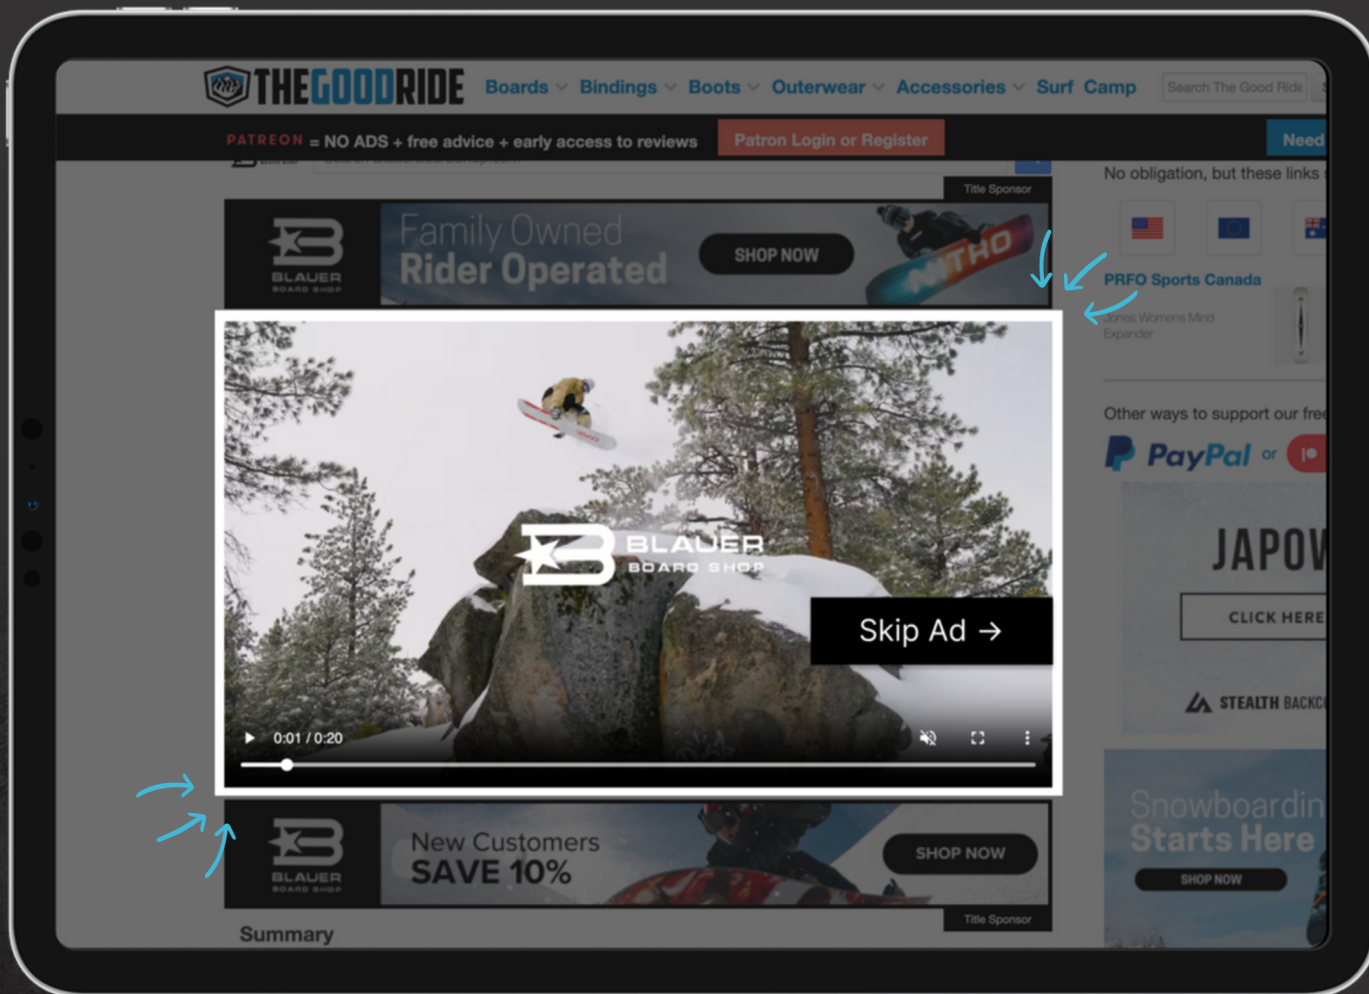 THEGOODRIDE
Boards Bindings Boots Outerwear Accessories Surf Camp
Search The Good Ride
PATREON = NO ADS + free advice + early access to reviews
Patron Login or Register
Need
Title Sponsor
BLAUER
BOARD SHOP
Family Owned
Rider Operated
SHOP NOW
NITRO
No obligation, but these links
PRFO Sports Canada
Jones Womens Mind
Expander
BLAUER
BOARD SHOP
Skip Ad →
0:01 / 0:20
Other ways to support our free
PayPal or
JAPOW
CLICK HERE
STEALTH
BLAUER
BOARD SHOP
New Customers
SAVE 10%
SHOP NOW
Title Sponsor
Snowboardin
Starts Here
SHOP NOW
Summary